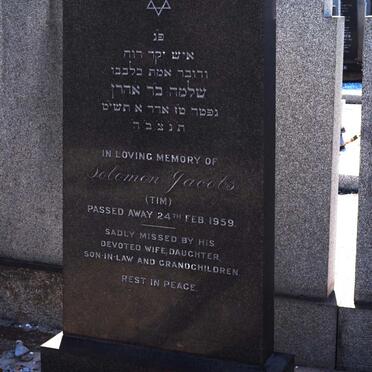 פנ
איש יקר רוח
ודובר אמת בלבבו
שלמה בר אהרן
נפטר טז אדר א תשיט
ת נ צ ב ה
IN LOVING MEMORY OF
Solomon Jacobs
(TIM)
PASSED AWAY 24TH FEB. 1959.
SADLY MISSED BY HIS
DEVOTED WIFE, DAUGHTER,
SON-IN-LAW AND GRANDCHILDREN
REST IN PEACE.